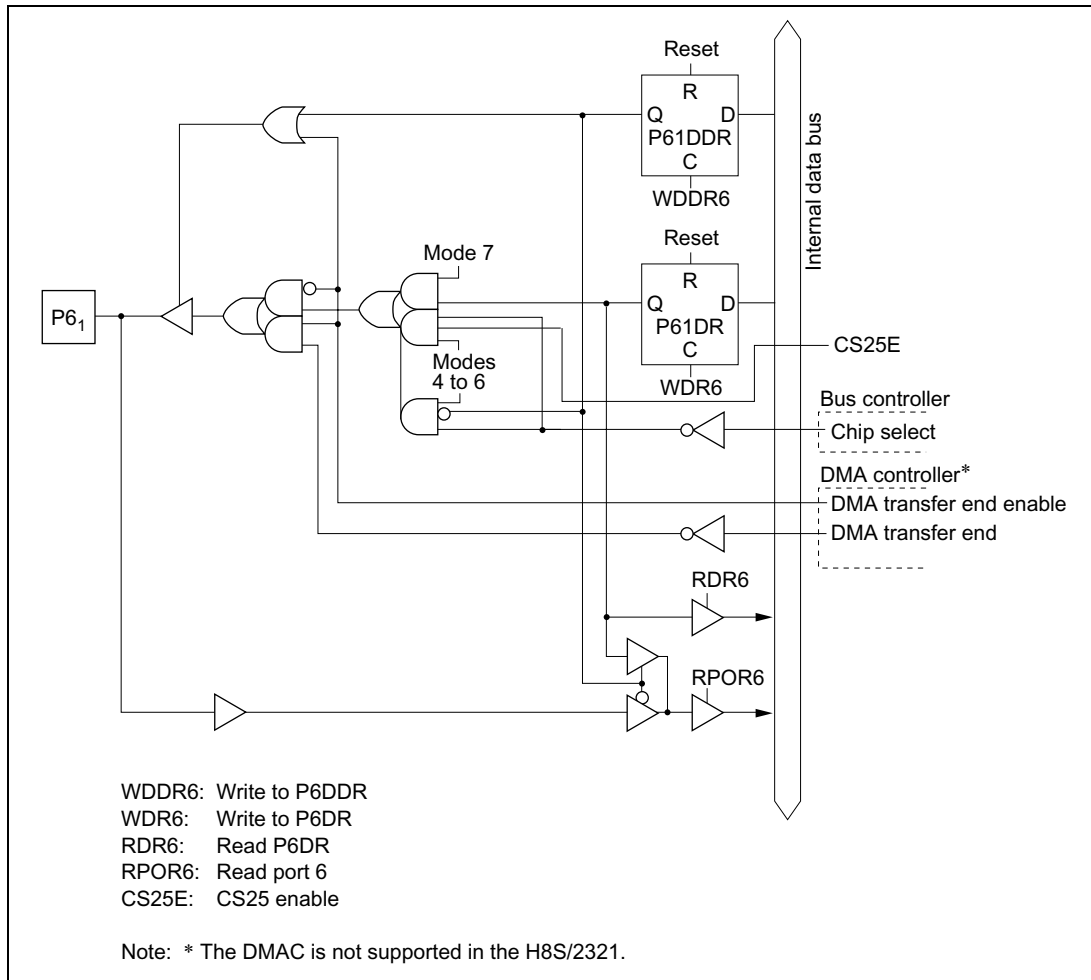 Reset
R
Q D
P61DDR
C
WDDR6
Internal data bus
Reset
Mode 7
R
Q D
P6₁
P61DR
C
WDR6
CS25E
Modes
4 to 6
Bus controller
Chip select
DMA controller*
DMA transfer end enable
DMA transfer end
RDR6
RPOR6
WDDR6: Write to P6DDR
WDR6: Write to P6DR
RDR6: Read P6DR
RPOR6: Read port 6
CS25E: CS25 enable
Note: * The DMAC is not supported in the H8S/2321.